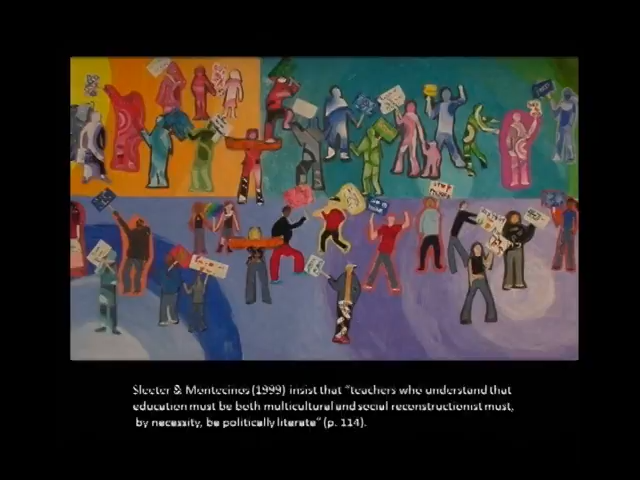 Sleeter & Montecinos (1999) insist that "teachers who understand that
education must be both multicultural and social reconstructionist must,
by necessity, be politically literate" (p. 114).